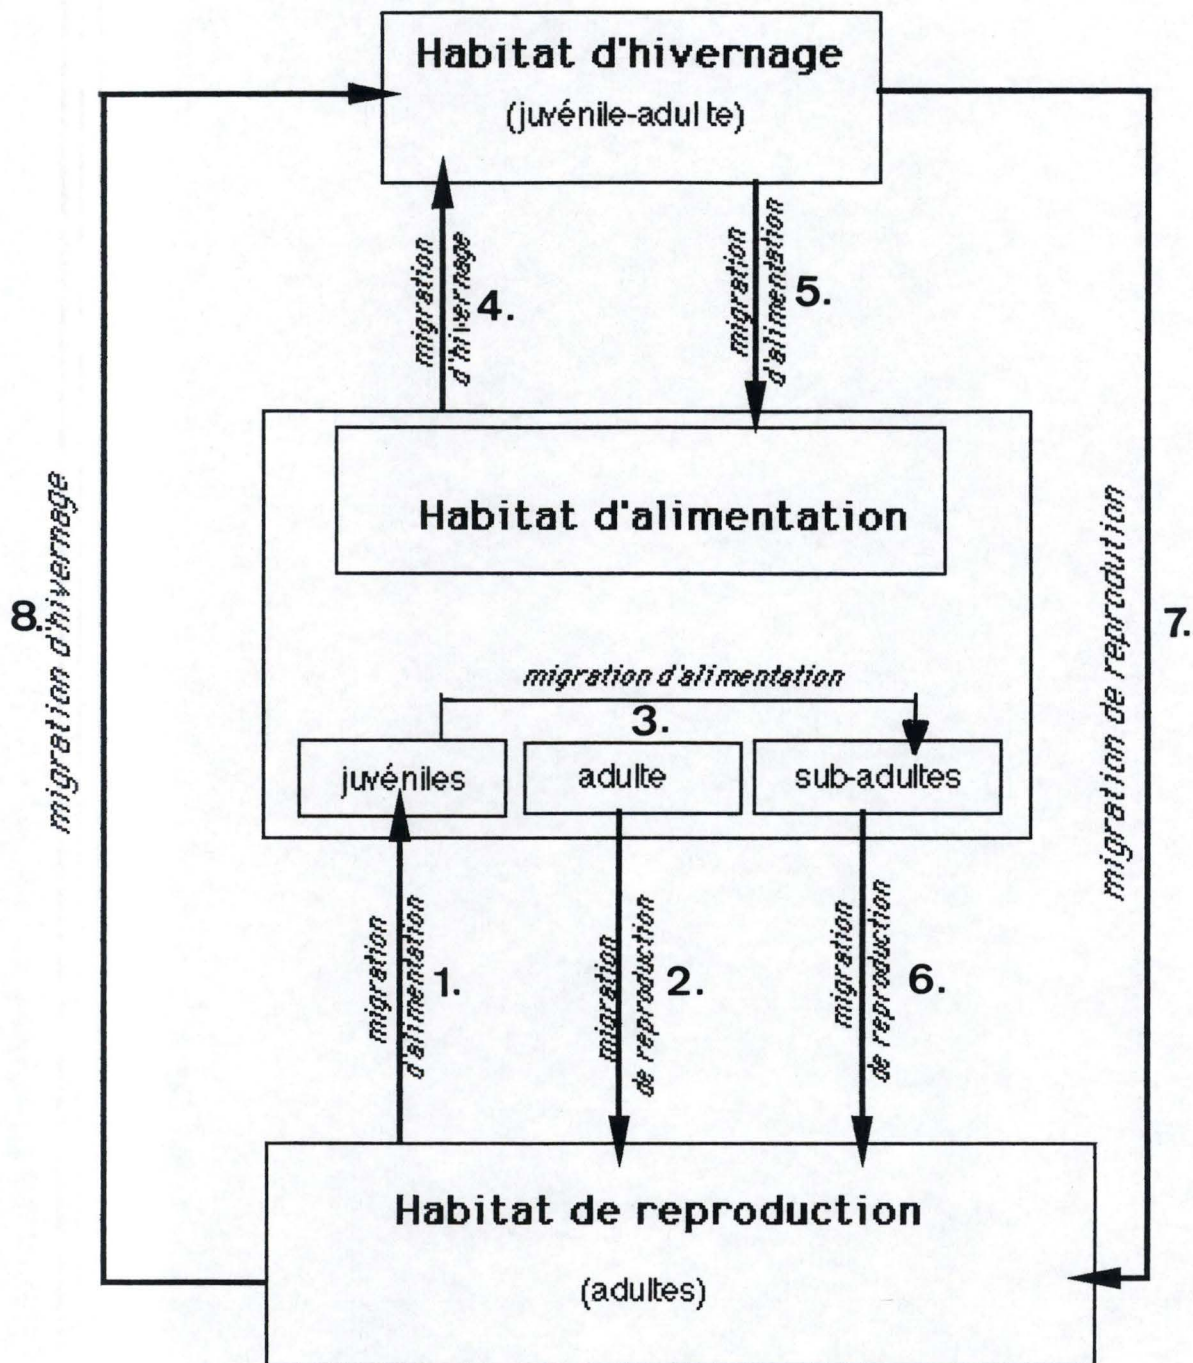 Habitat d'hivernage
(juvénile-adulte)
migration
d'hivernage
4.
migration
d'alimentation
5.
Habitat d'alimentation
8.
migration d'hivernage
migration de reprodution
7.
migration d'alimentation
3.
juvéniles
adulte
sub-adultes
migration
d'alimentation
1.
migration
de reproduction
2.
migration
de reproduction
6.
Habitat de reproduction
(adultes)